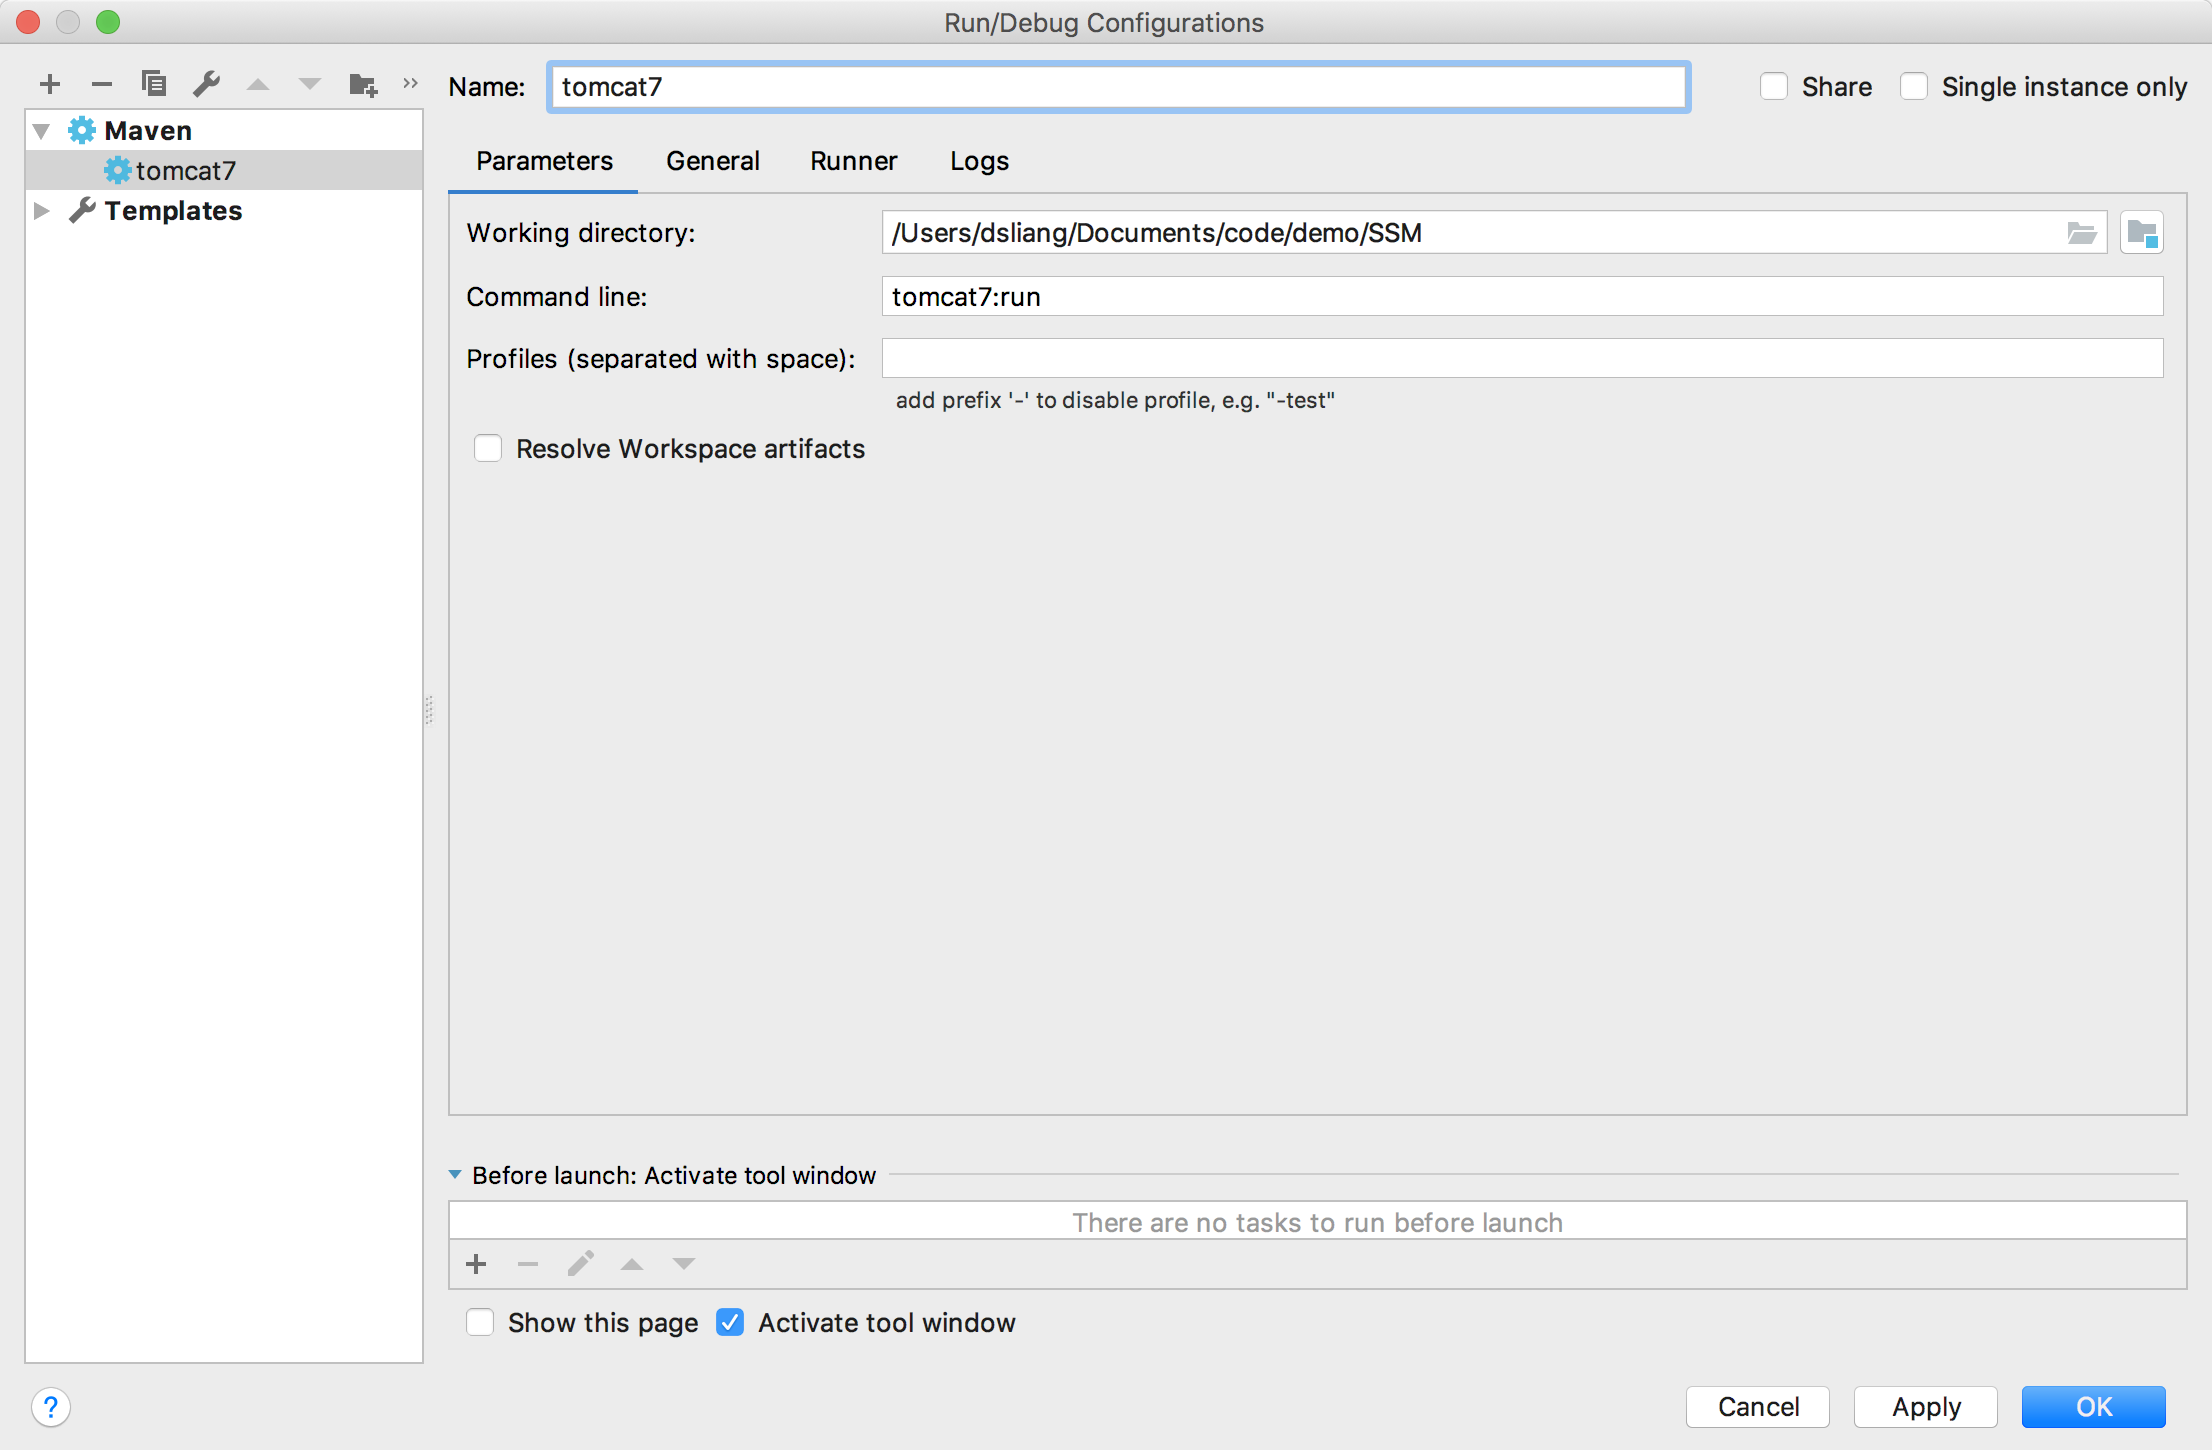 Run/Debug Configurations
Name: tomcat7
Share
Single instance only
Maven
tomcat7
Templates
Parameters General Runner Logs
Working directory: /Users/dsliang/Documents/code/demo/SSM
Command line: tomcat7:run
Profiles (separated with space):
add prefix '-' to disable profile, e.g. "-test"
Resolve Workspace artifacts
Before launch: Activate tool window
There are no tasks to run before launch
Show this page Activate tool window
? Cancel Apply OK